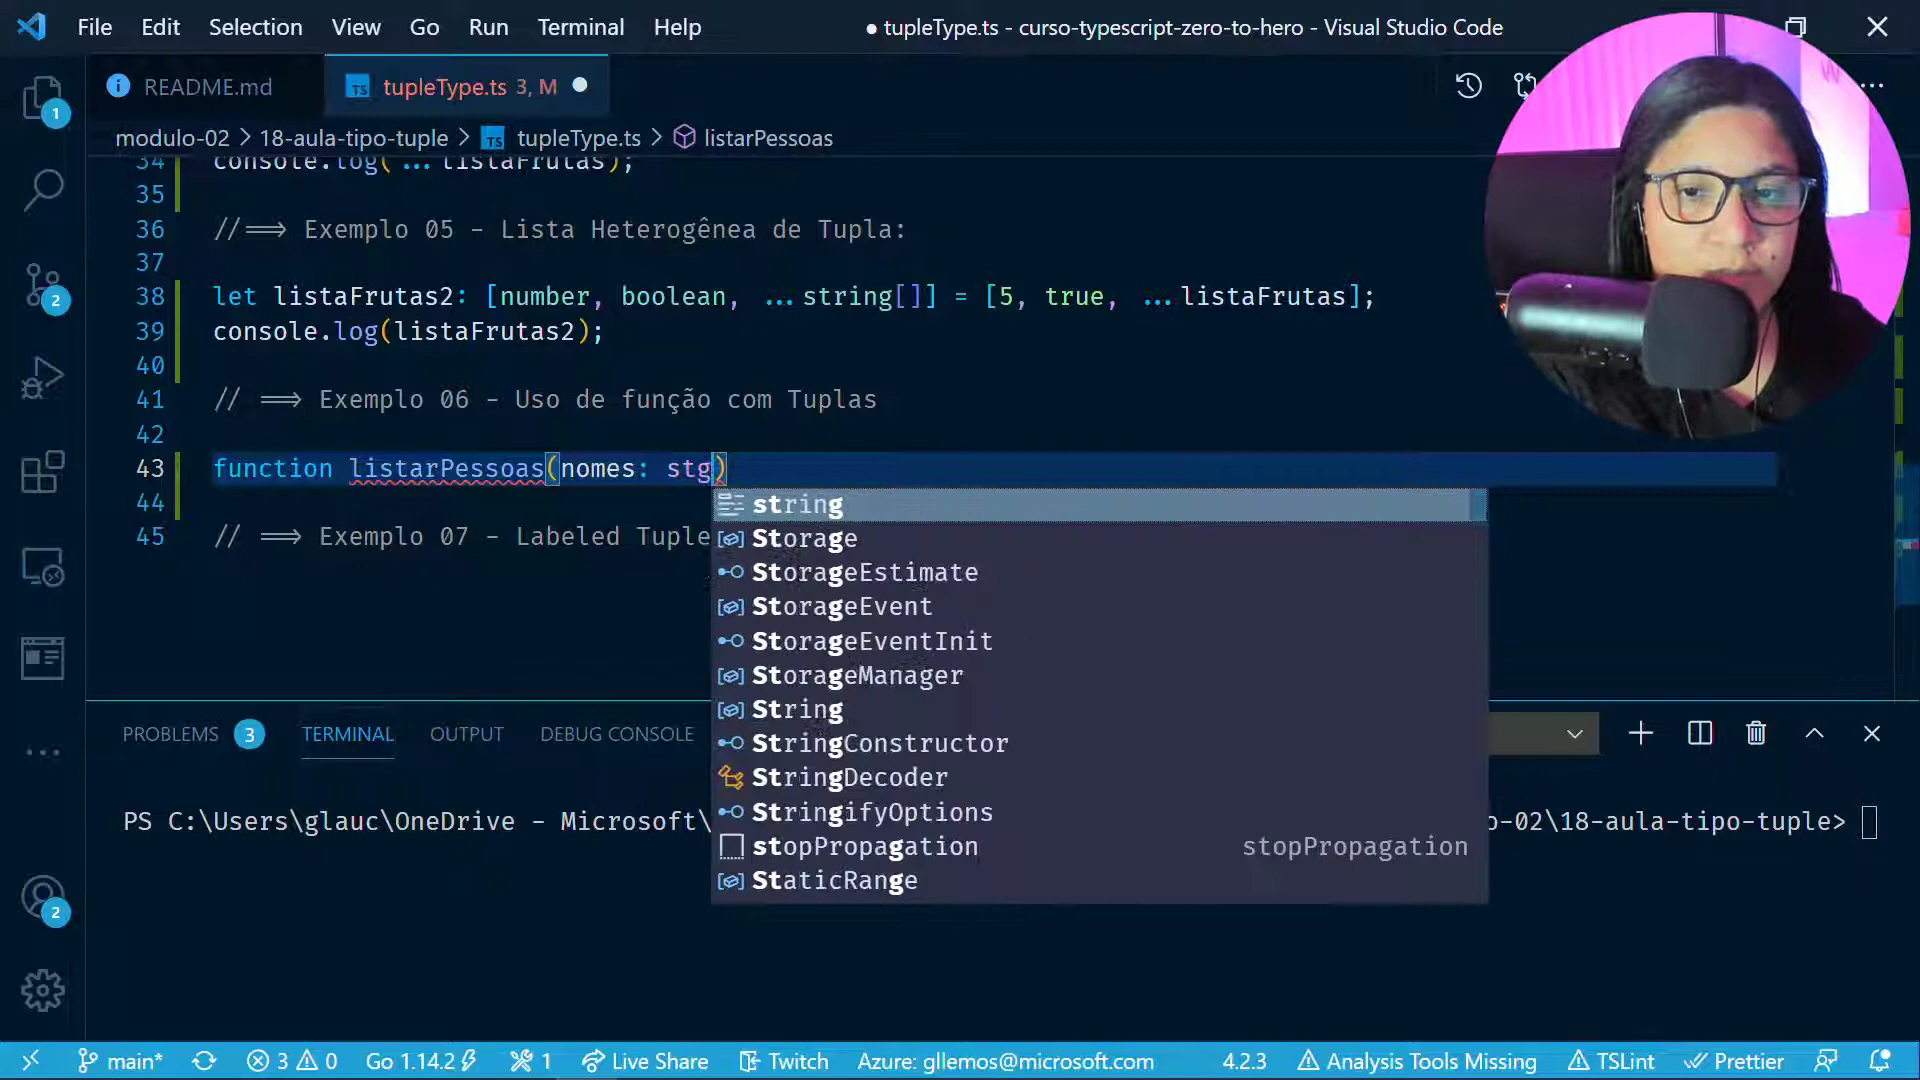 File Edit Selection View Go Run Terminal Help
● tupleType.ts - curso-typescript-zero-to-hero - Visual Studio Code
README.md
tupleType.ts 3, M
modulo-02 > 18-aula-tipo-tuple > TS tupleType.ts > listarPessoas
34 console.log(...listaFrutas);
35
36 //==> Exemplo 05 - Lista Heterogênea de Tupla:
37
38 let listaFrutas2: [number, boolean, ...string[]] = [5, true, ...listaFrutas];
39 console.log(listaFrutas2);
40
41 // ==> Exemplo 06 - Uso de função com Tuplas
42
43 function listarPessoas(nomes: stg)
44
45 // ==> Exemplo 07 - Labeled Tuple
string
Storage
StorageEstimate
StorageEvent
StorageEventInit
StorageManager
String
StringConstructor
StringDecoder
StringifyOptions
stopPropagation stopPropagation
StaticRange
PROBLEMS 3 TERMINAL OUTPUT DEBUG CONSOLE
PS C:\Users\glauc\OneDrive - Microsoft\
o-02\18-aula-tipo-tuple>
1
2
2
main* 3 0 Go 1.14.2 1 Live Share Twitch Azure: gllemos@microsoft.com 4.2.3 Analysis Tools Missing TSLint Prettier